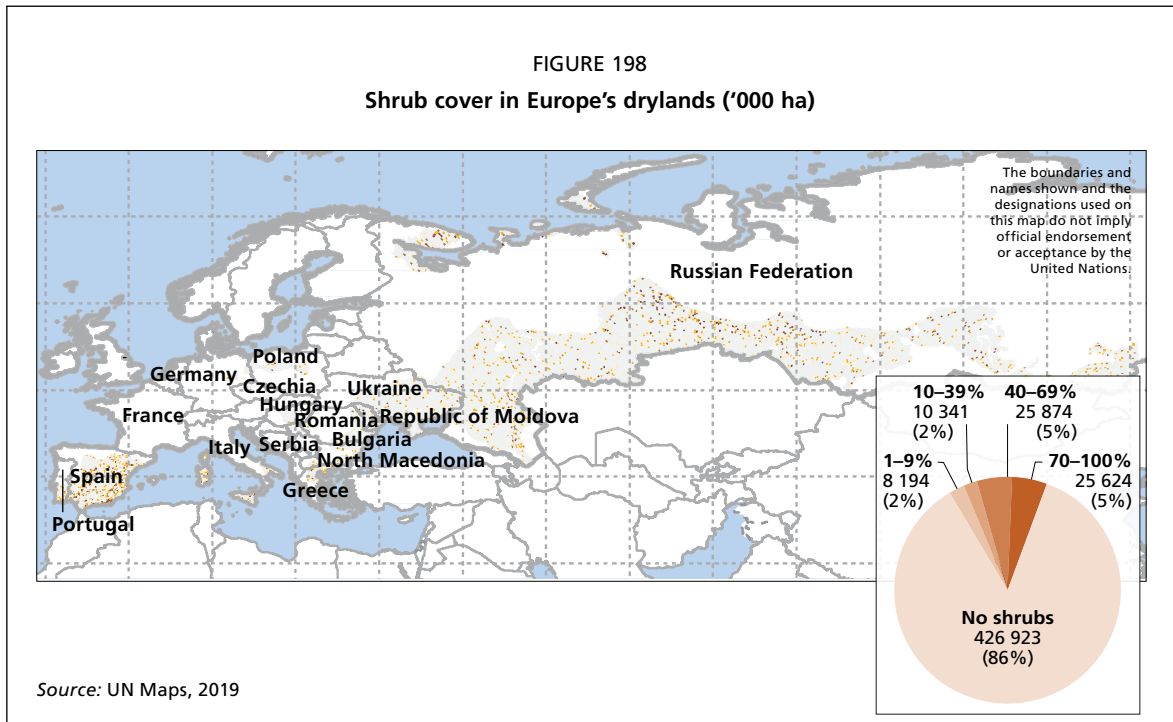 FIGURE 198
Shrub cover in Europe's drylands (‘000 ha)
The boundaries and
names shown and the
designations used on
this map do not imply
official endorsement
or acceptance by the
United Nations.
Russian Federation
Poland
Germany
Czechia
Ukraine
Hungary
France
Romania
Republic of Moldova
Italy
Serbia
Bulgaria
North Macedonia
Spain
Greece
Portugal
10–39%
10 341
(2%)
40–69%
25 874
(5%)
1–9%
8 194
(2%)
70–100%
25 624
(5%)
No shrubs
426 923
(86%)
Source: UN Maps, 2019